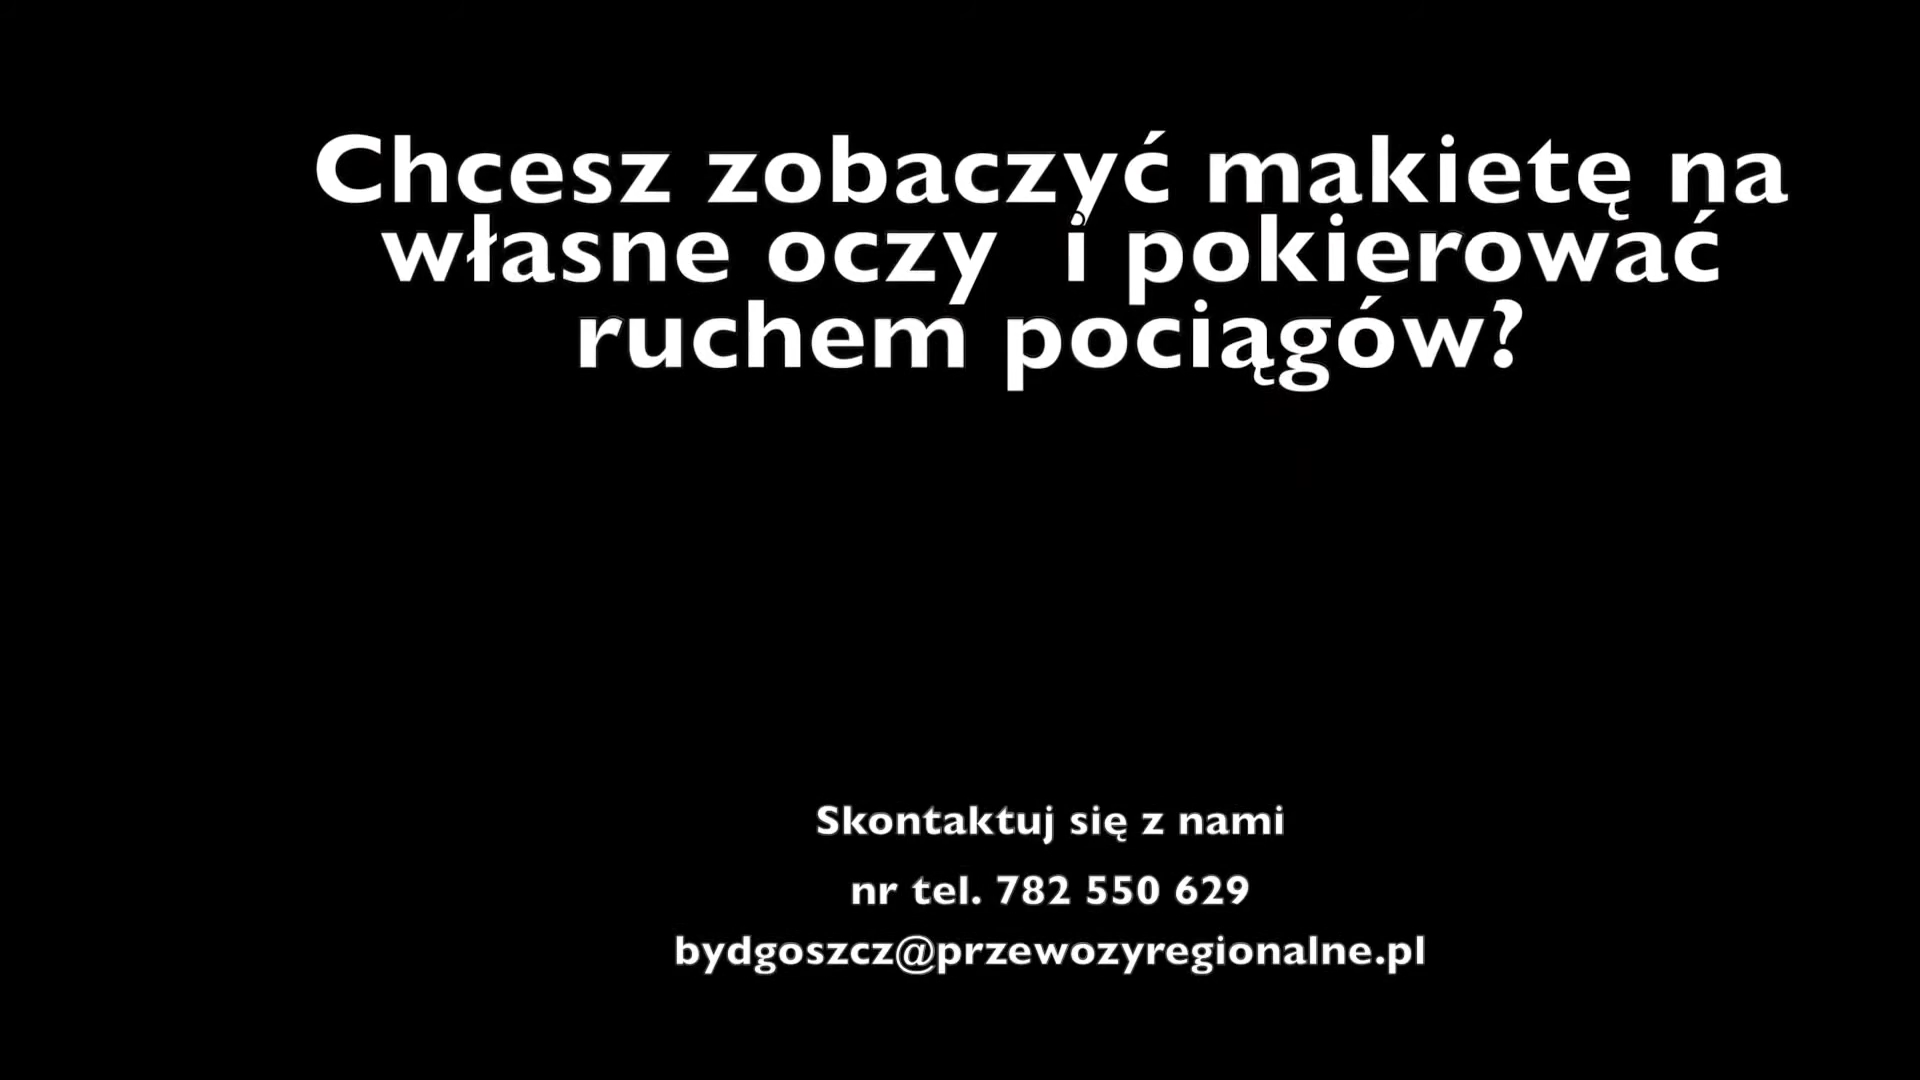 Chcesz zobaczyć makietę na
własne oczy  i pokierować
ruchem pociągów?
Skontaktuj się z nami
nr tel. 782 550 629
bydgoszcz@przewozyregionalne.pl